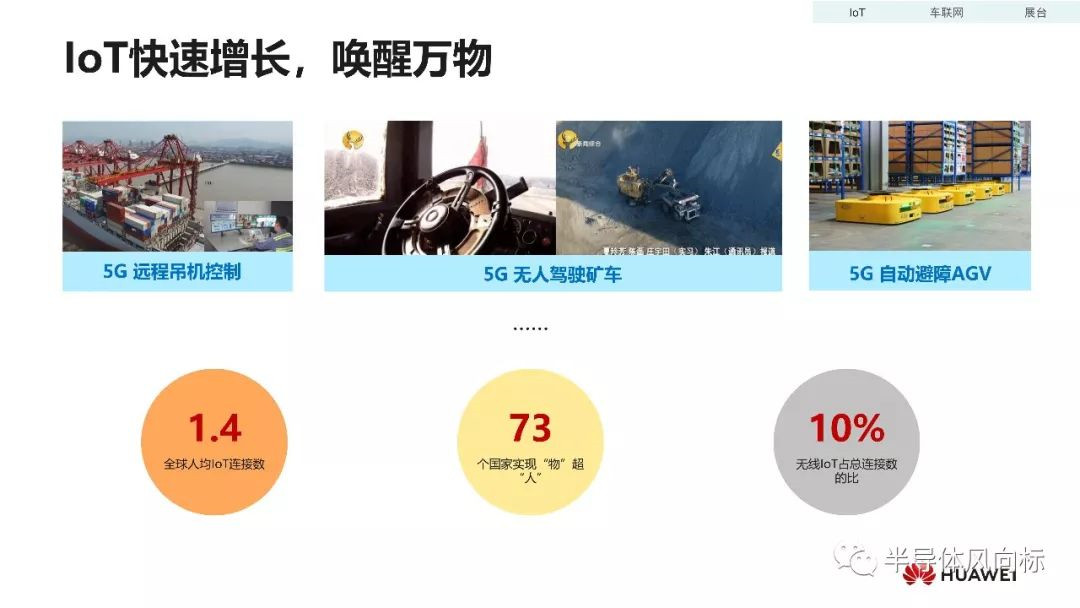 IoT 车联网 展台
IoT快速增长，唤醒万物
新闻综合
5G 远程吊机控制
5G 无人驾驶矿车
5G 自动避障AGV
......
1.4
全球人均IoT连接数
73
个国家实现“物”超
“人”
10%
无线IoT占总连接数
的比
半导体风向标
HUAWEI